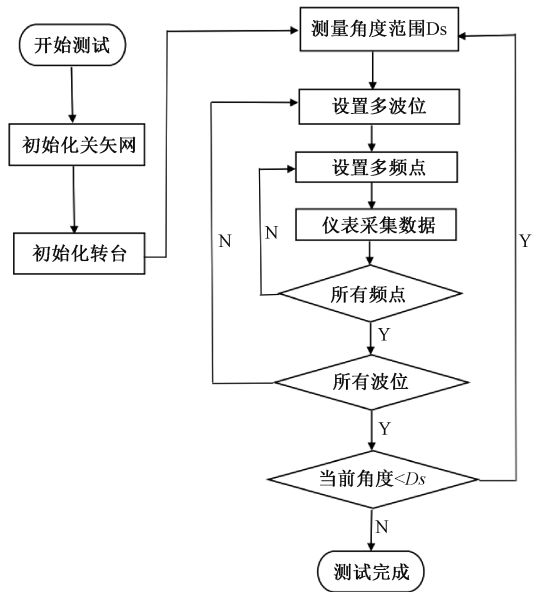 开始测试
初始化关矢网
初始化转台
测量角度范围Ds
设置多波位
设置多频点
仪表采集数据
所有频点
N
N
Y
Y
所有波位
Y
当前角度<Ds
N
测试完成